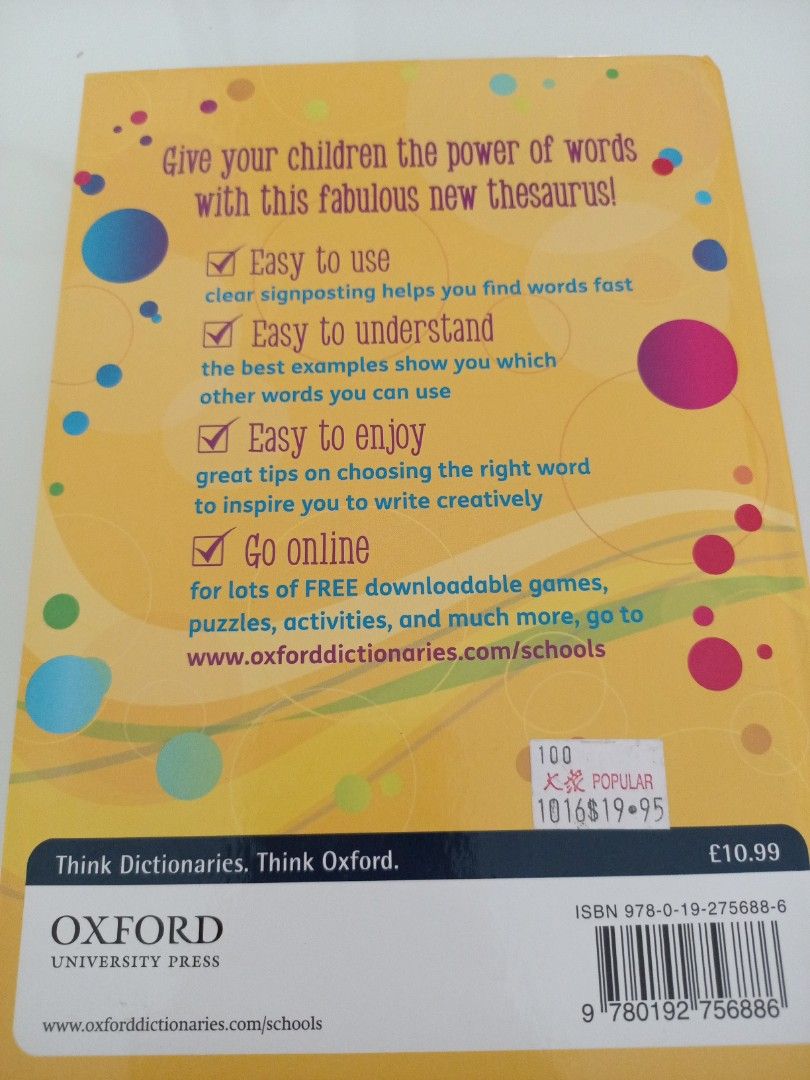 Give your children the power of words
with this fabulous new thesaurus!
Easy to use
clear signposting helps you find words fast
Easy to understand
the best examples show you which
other words you can use
Easy to enjoy
great tips on choosing the right word
to inspire you to write creatively
Go online
for lots of FREE downloadable games,
puzzles, activities, and much more, go to
www.oxforddictionaries.com/schools
100
大衆 POPULAR
1016$19.95
Think Dictionaries. Think Oxford.
£10.99
OXFORD
UNIVERSITY PRESS
www.oxforddictionaries.com/schools
ISBN 978-0-19-275688-6
9 780192 756886